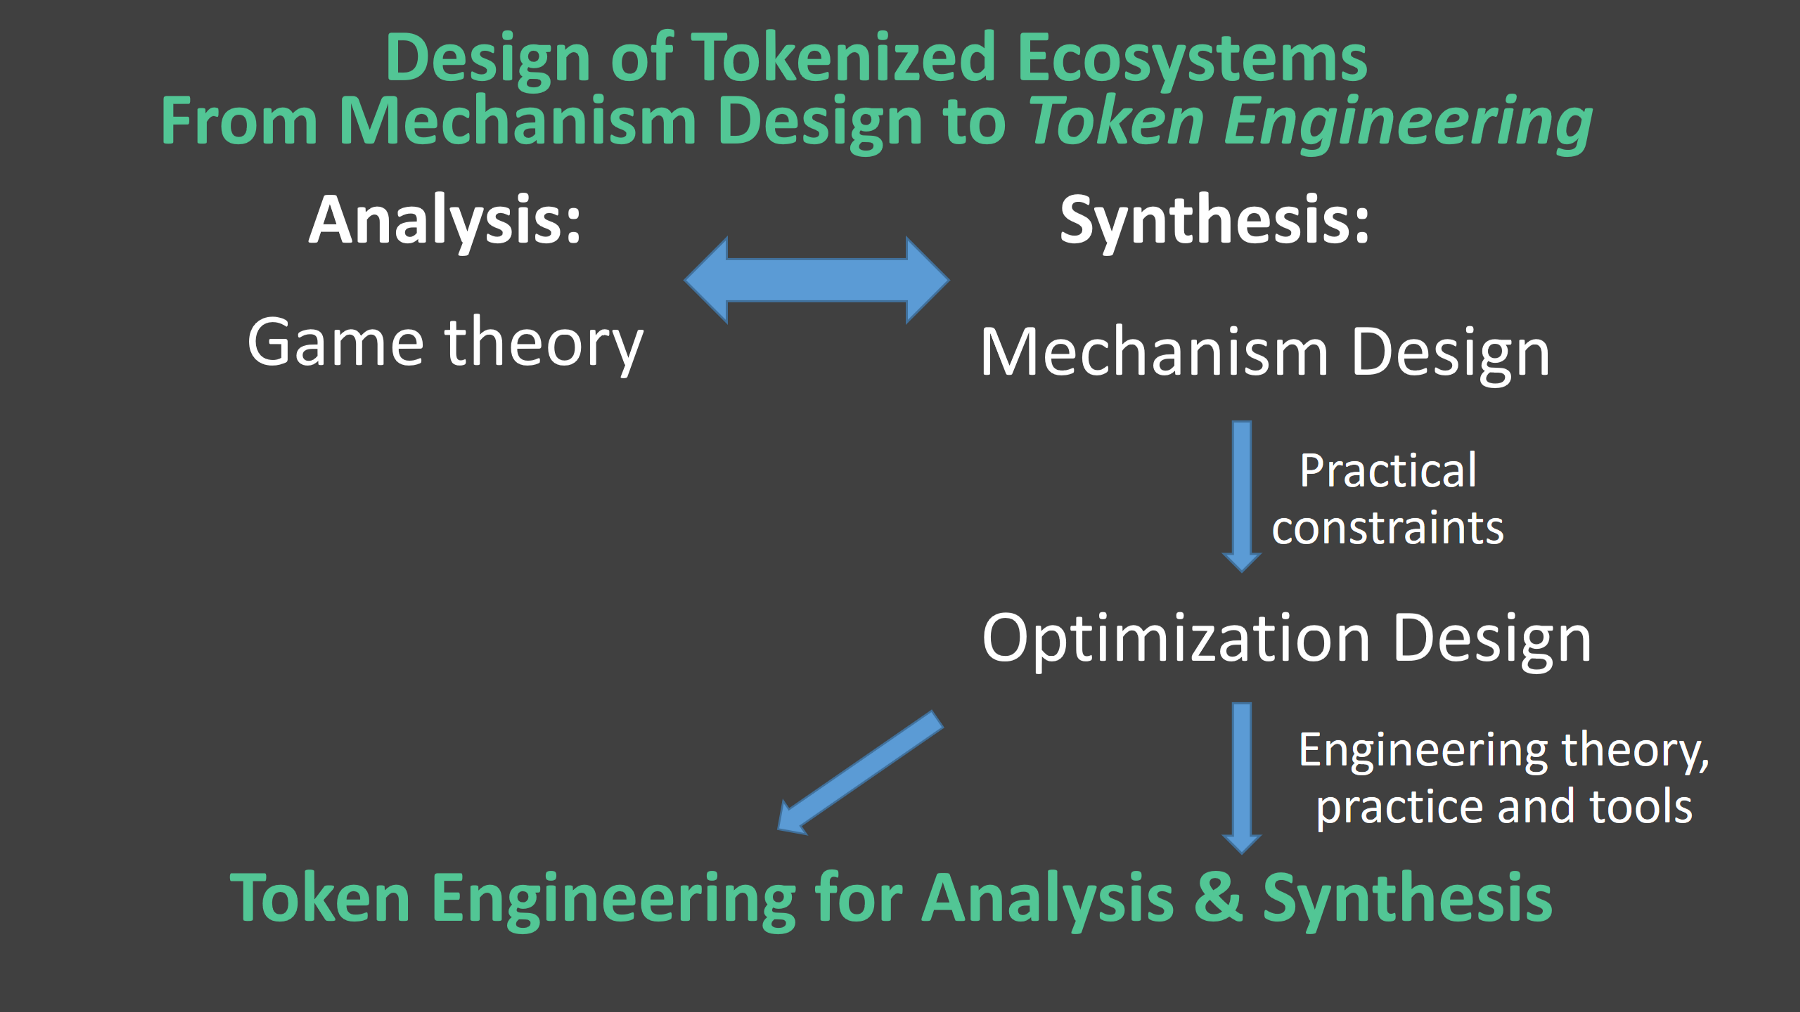 Design of Tokenized Ecosystems
From Mechanism Design to Token Engineering
Analysis:
Game theory
Synthesis:
Mechanism Design
Practical
constraints
Optimization Design
Engineering theory,
practice and tools
Token Engineering for Analysis & Synthesis